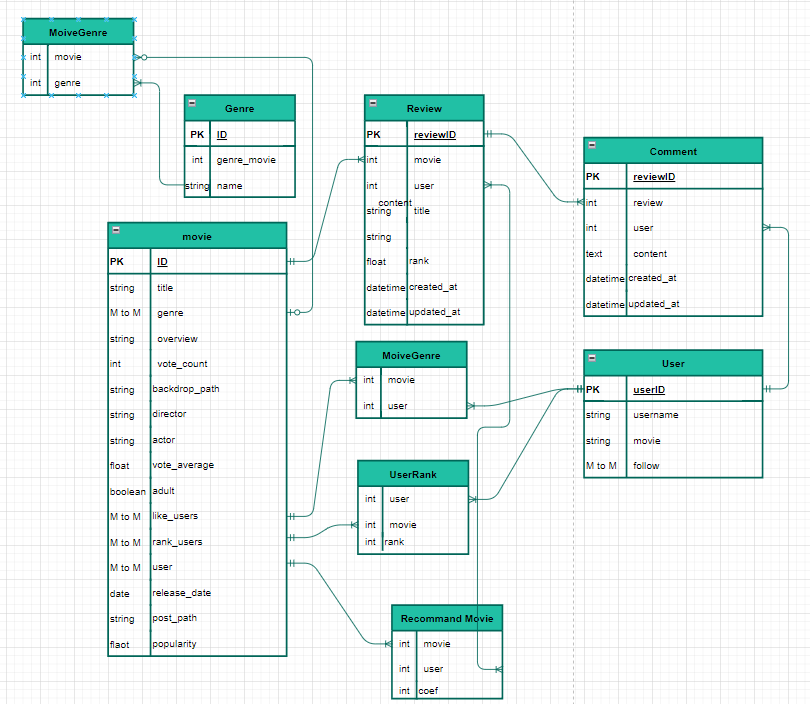 MoiveGenre
int movie
int genre
Genre
PK ID
int genre_movie
string name
Review
PK reviewID
int movie
int user
content
string title
string
float rank
datetime created_at
datetime updated_at
Comment
PK reviewID
int review
int user
text content
datetime created_at
datetime updated_at
movie
PK ID
string title
M to M genre
string overview
int vote_count
string backdrop_path
string director
string actor
float vote_average
boolean adult
M to M like_users
M to M rank_users
M to M user
date release_date
string post_path
flaot popularity
MoiveGenre
int movie
int user
User
PK userID
string username
string movie
M to M follow
UserRank
int user
int movie
int rank
Recommand Movie
int movie
int user
int coef